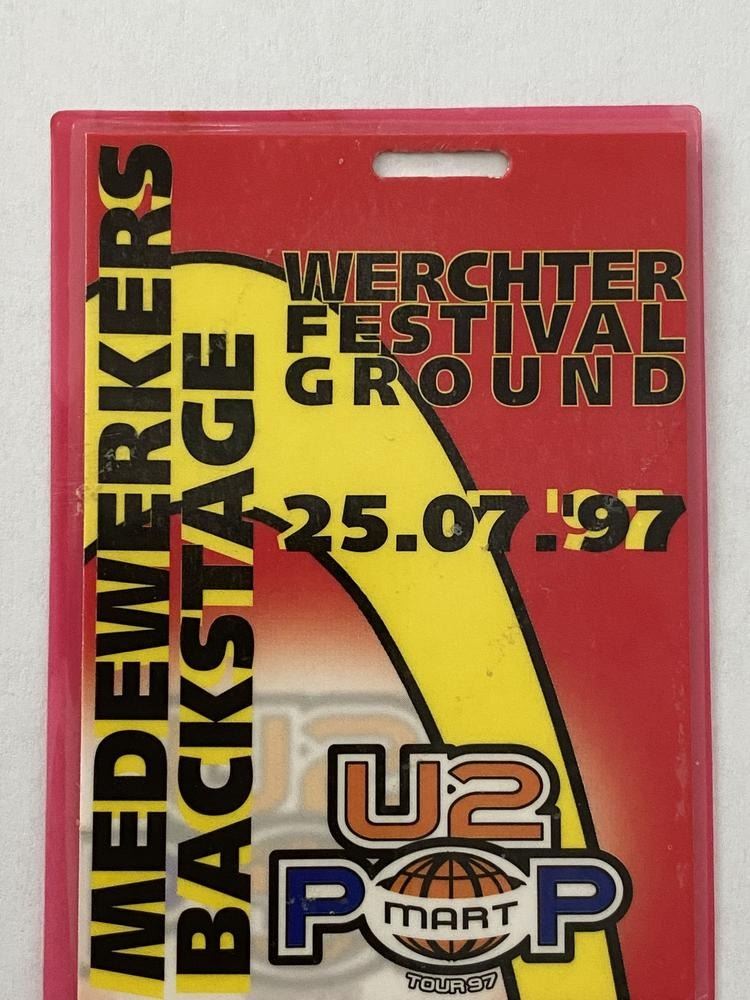 MEDEWERKERS
BACKSTAGE
WERCHTER
FESTIVAL
GROUND
25.07.'97
U2
POP
MART
TOUR 97